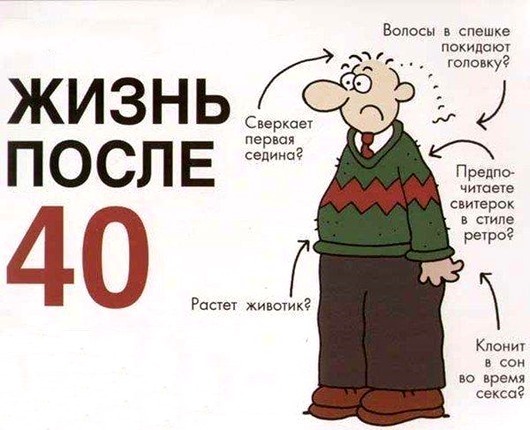 ЖИЗНЬ
ПОСЛЕ
40
Волосы в спешке
покидают
головку?
Сверкает
первая
седина?
Предпо-
читаете
свитерок
в стиле
ретро?
Растет животик?
Клонит
в сон
во время
секса?